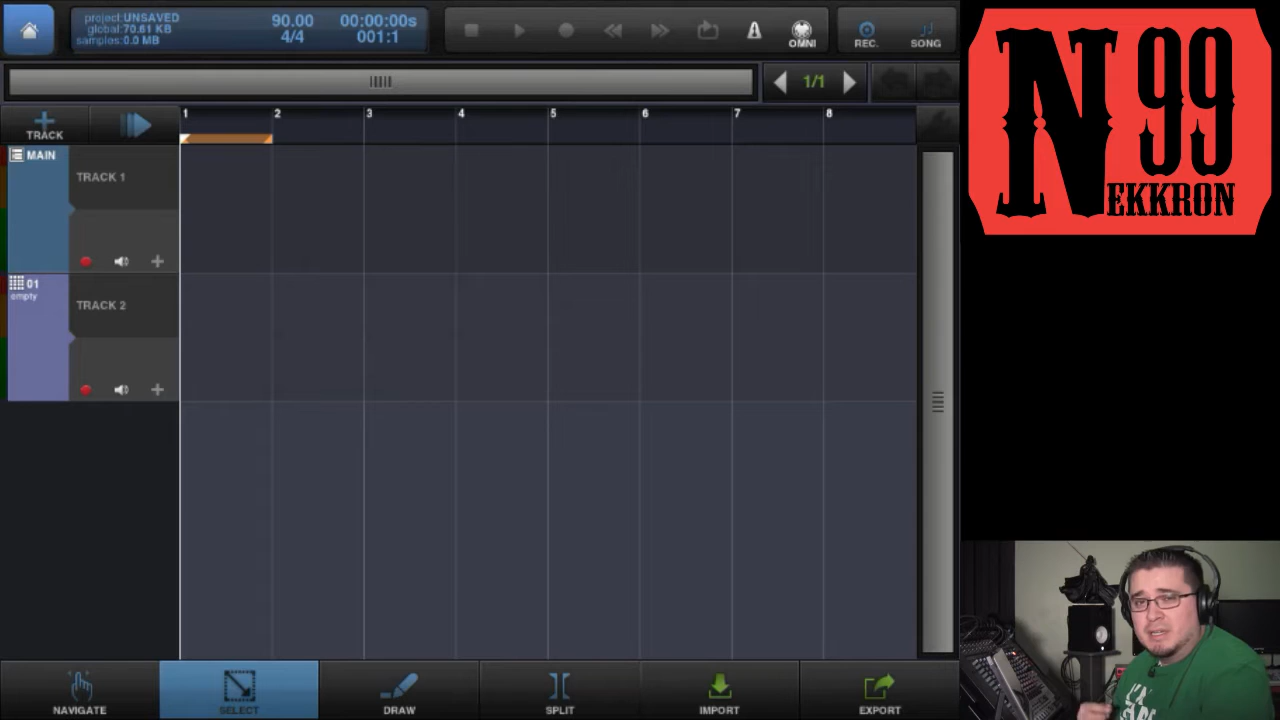 project:UNSAVED
global:70.61 KB
samples:0.0 MB
90.00
4/4
00:00:00s
001:1
OMNI
REC.
SONG
1/1
TRACK
1
2
3
4
5
6
7
8
MAIN
TRACK 1
01
empty
TRACK 2
NAVIGATE
SELECT
DRAW
SPLIT
IMPORT
EXPORT
N 99
NEKKRON